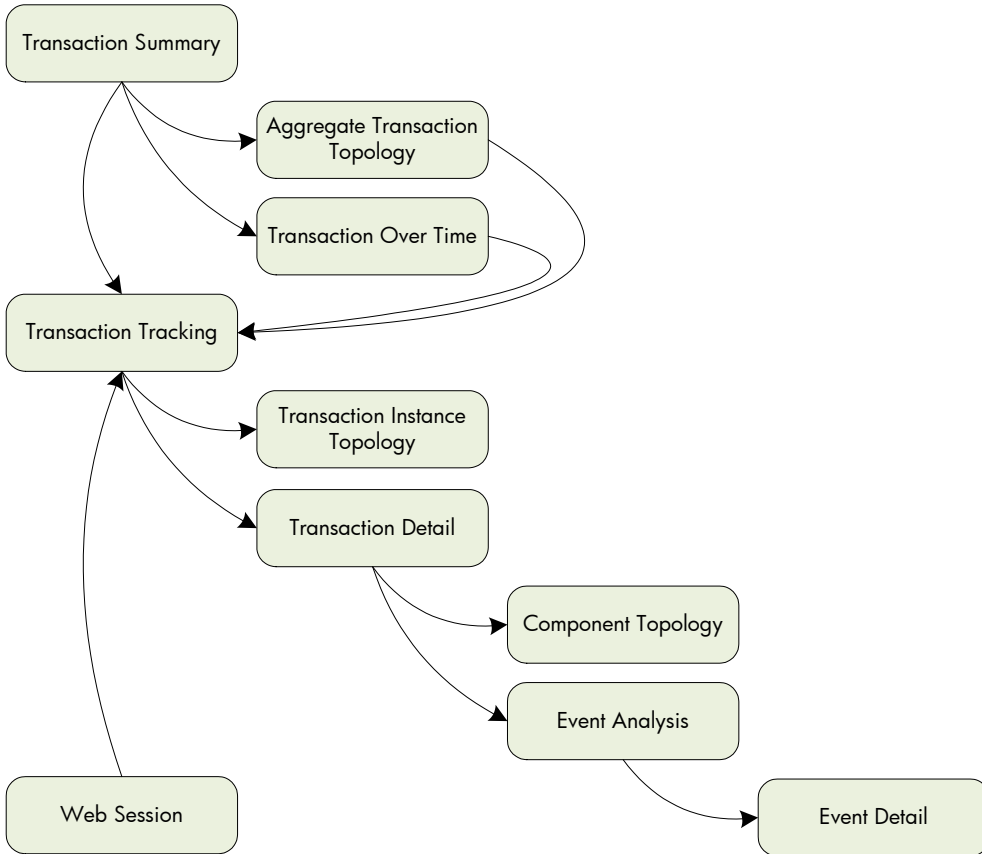 Transaction Summary
Aggregate Transaction
Topology
Transaction Over Time
Transaction Tracking
Transaction Instance
Topology
Transaction Detail
Component Topology
Event Analysis
Web Session
Event Detail